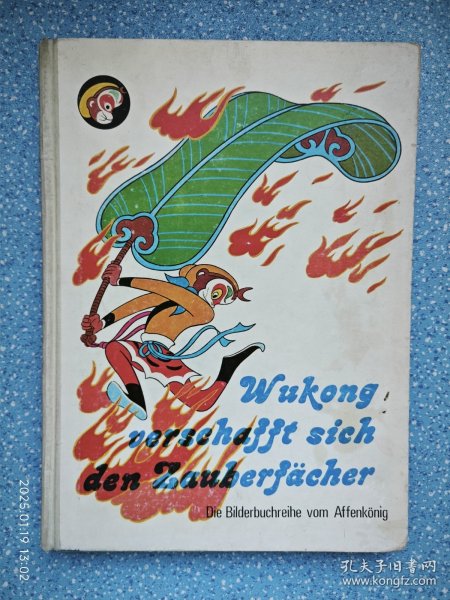 Wukong
verschafft sich
den Zauberfächer
Die Bilderbuchreihe vom Affenkönig
2025.01.19 13:02
孔夫子旧书网
www.kongfz.com